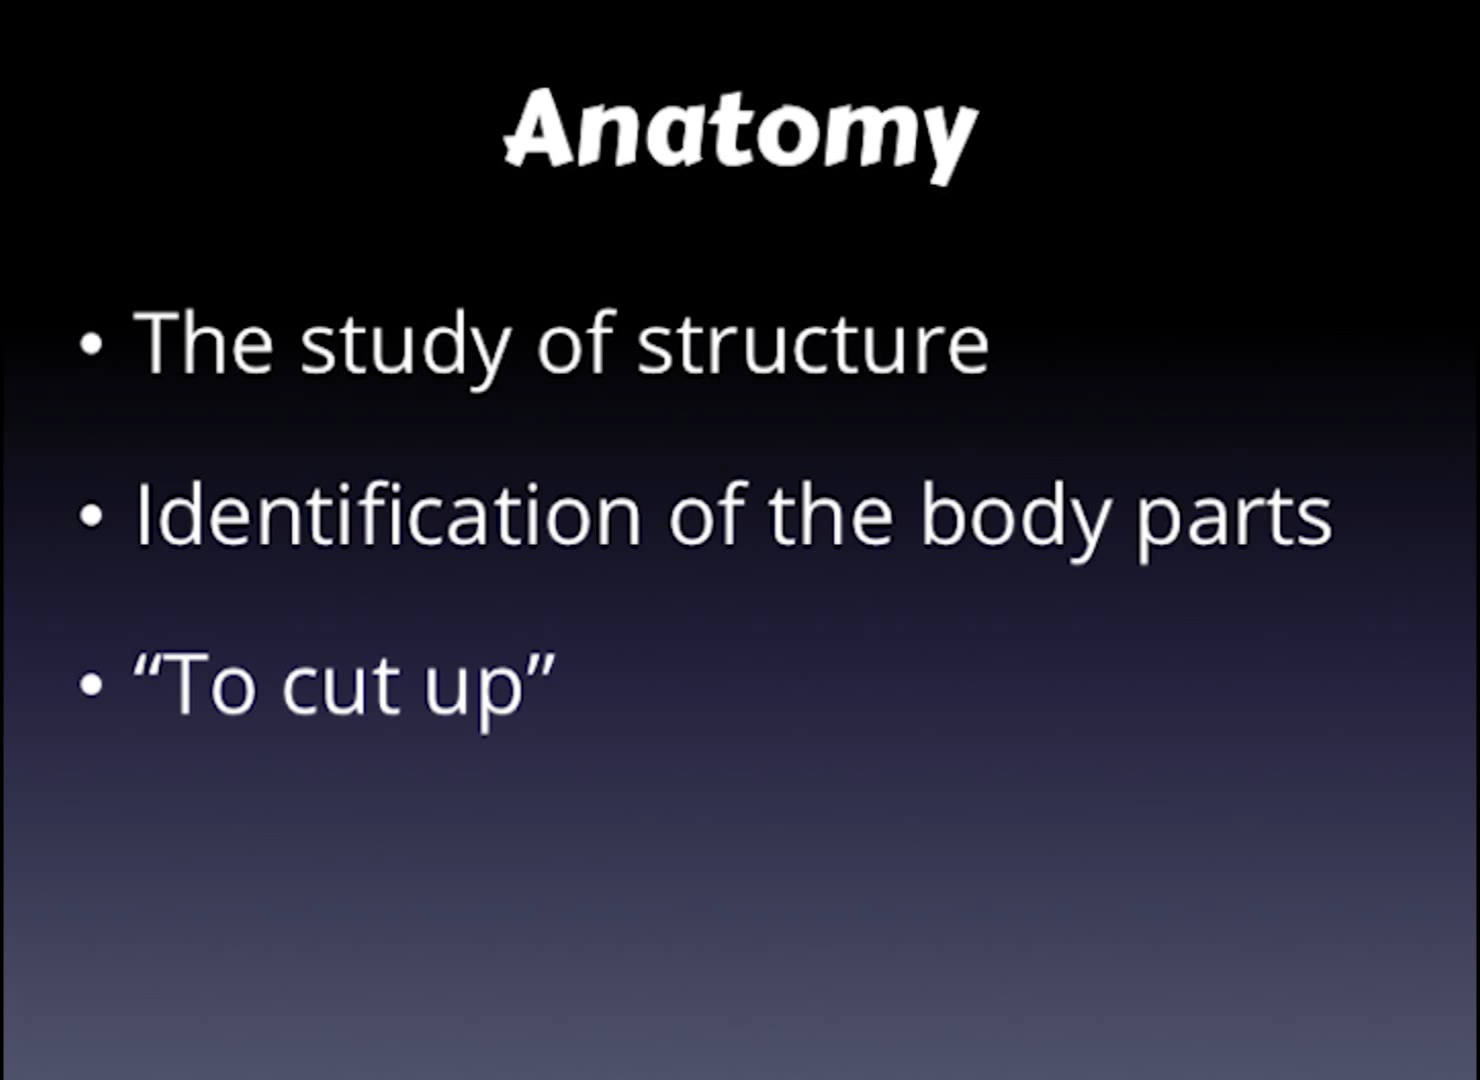 Anatomy
• The study of structure
• Identification of the body parts
• “To cut up”